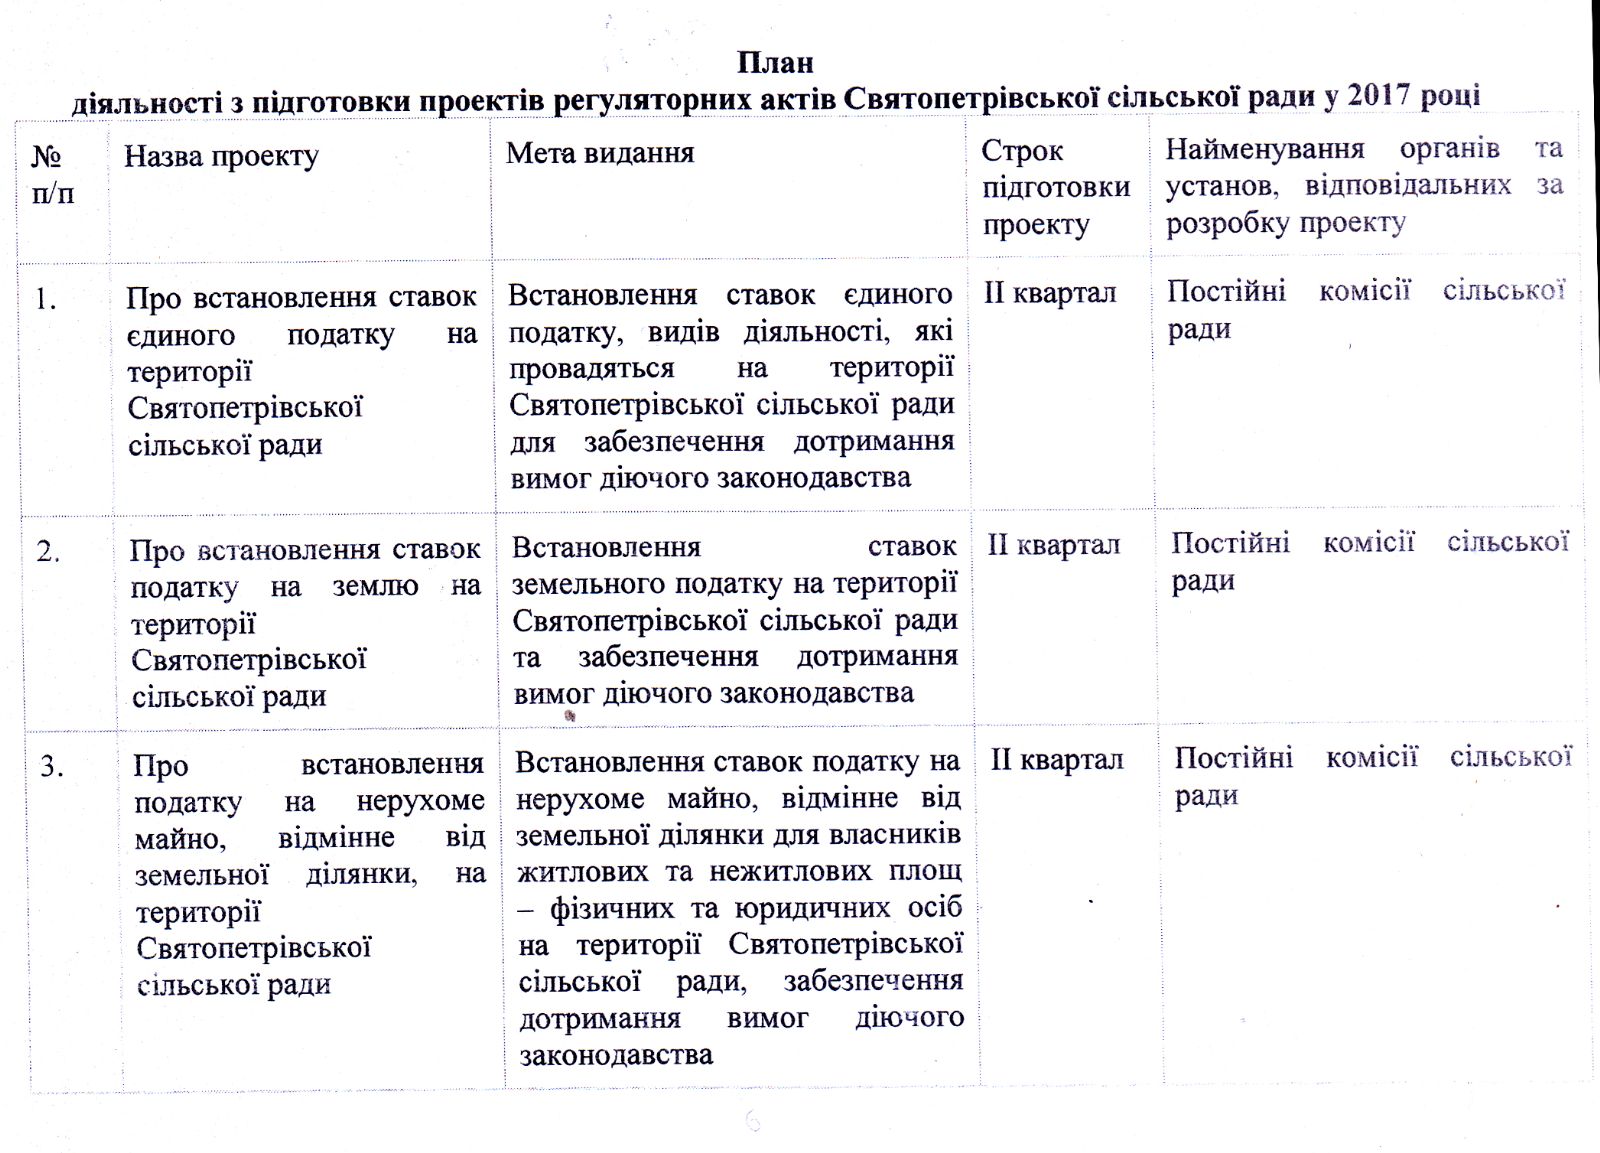 План
діяльності з підготовки проектів регуляторних актів Святопетрівської сільської ради у 2017 році
№
п/п
Назва проекту
Мета видання
Строк
підготовки
проекту
Найменування органів та
установ, відповідальних за
розробку проекту
1.
Про встановлення ставок
єдиного податку на
території
Святопетрівської
сільської ради
Встановлення ставок єдиного
податку, видів діяльності, які
провадяться на території
Святопетрівської сільської ради
для забезпечення дотримання
вимог діючого законодавства
ІІ квартал
Постійні комісії сільської
ради
2.
Про встановлення ставок
податку на землю на
території
Святопетрівської
сільської ради
Встановлення ставок
земельного податку на території
Святопетрівської сільської ради
та забезпечення дотримання
вимог діючого законодавства
ІІ квартал
Постійні комісії сільської
ради
3.
Про встановлення
податку на нерухоме
майно, відмінне від
земельної ділянки, на
території
Святопетрівської
сільської ради
Встановлення ставок податку на
нерухоме майно, відмінне від
земельної ділянки для власників
житлових та нежитлових площ
– фізичних та юридичних осіб
на території Святопетрівської
сільської ради, забезпечення
дотримання вимог діючого
законодавства
ІІ квартал
Постійні комісії сільської
ради
6